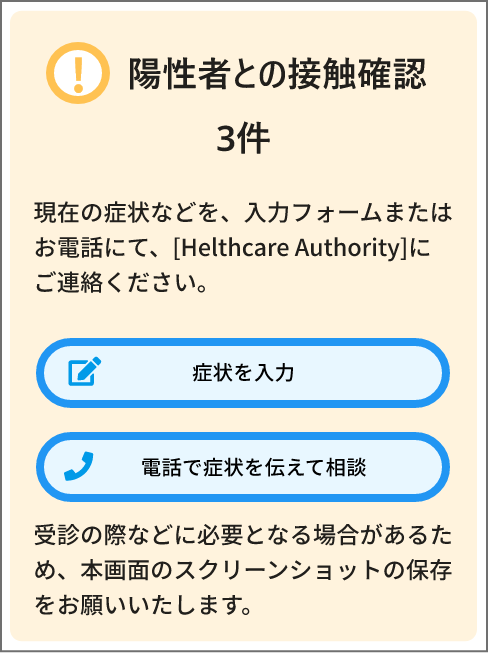 陽性者との接触確認
3件
現在の症状などを、入力フォームまたは
お電話にて、[Helthcare Authority]に
ご連絡ください。
症状を入力
電話で症状を伝えて相談
受診の際などに必要となる場合があるた
め、本画面のスクリーンショットの保存
をお願いいたします。